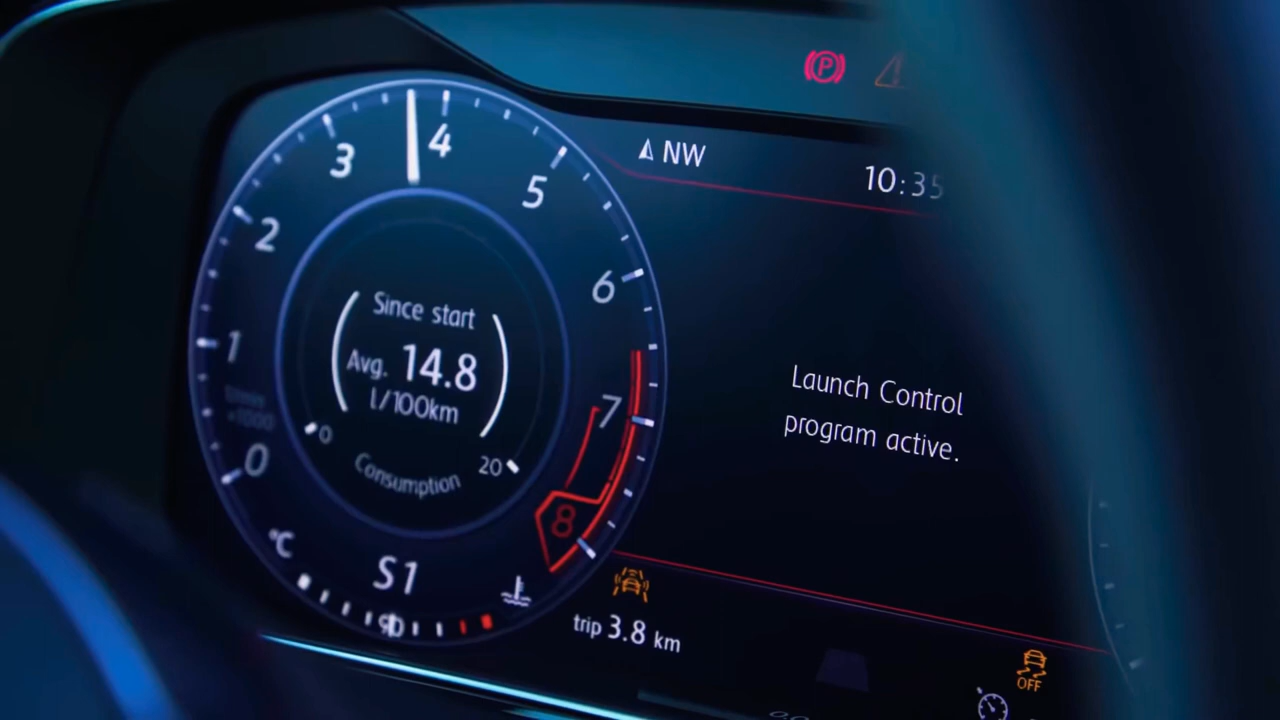 P
NW
10:35
3
4
5
2
6
1
0
7
8
Since start
Avg. 14.8
l/100km
0
20
Consumption
Launch Control
program active.
°C
S1
90
trip 3.8 km
OFF